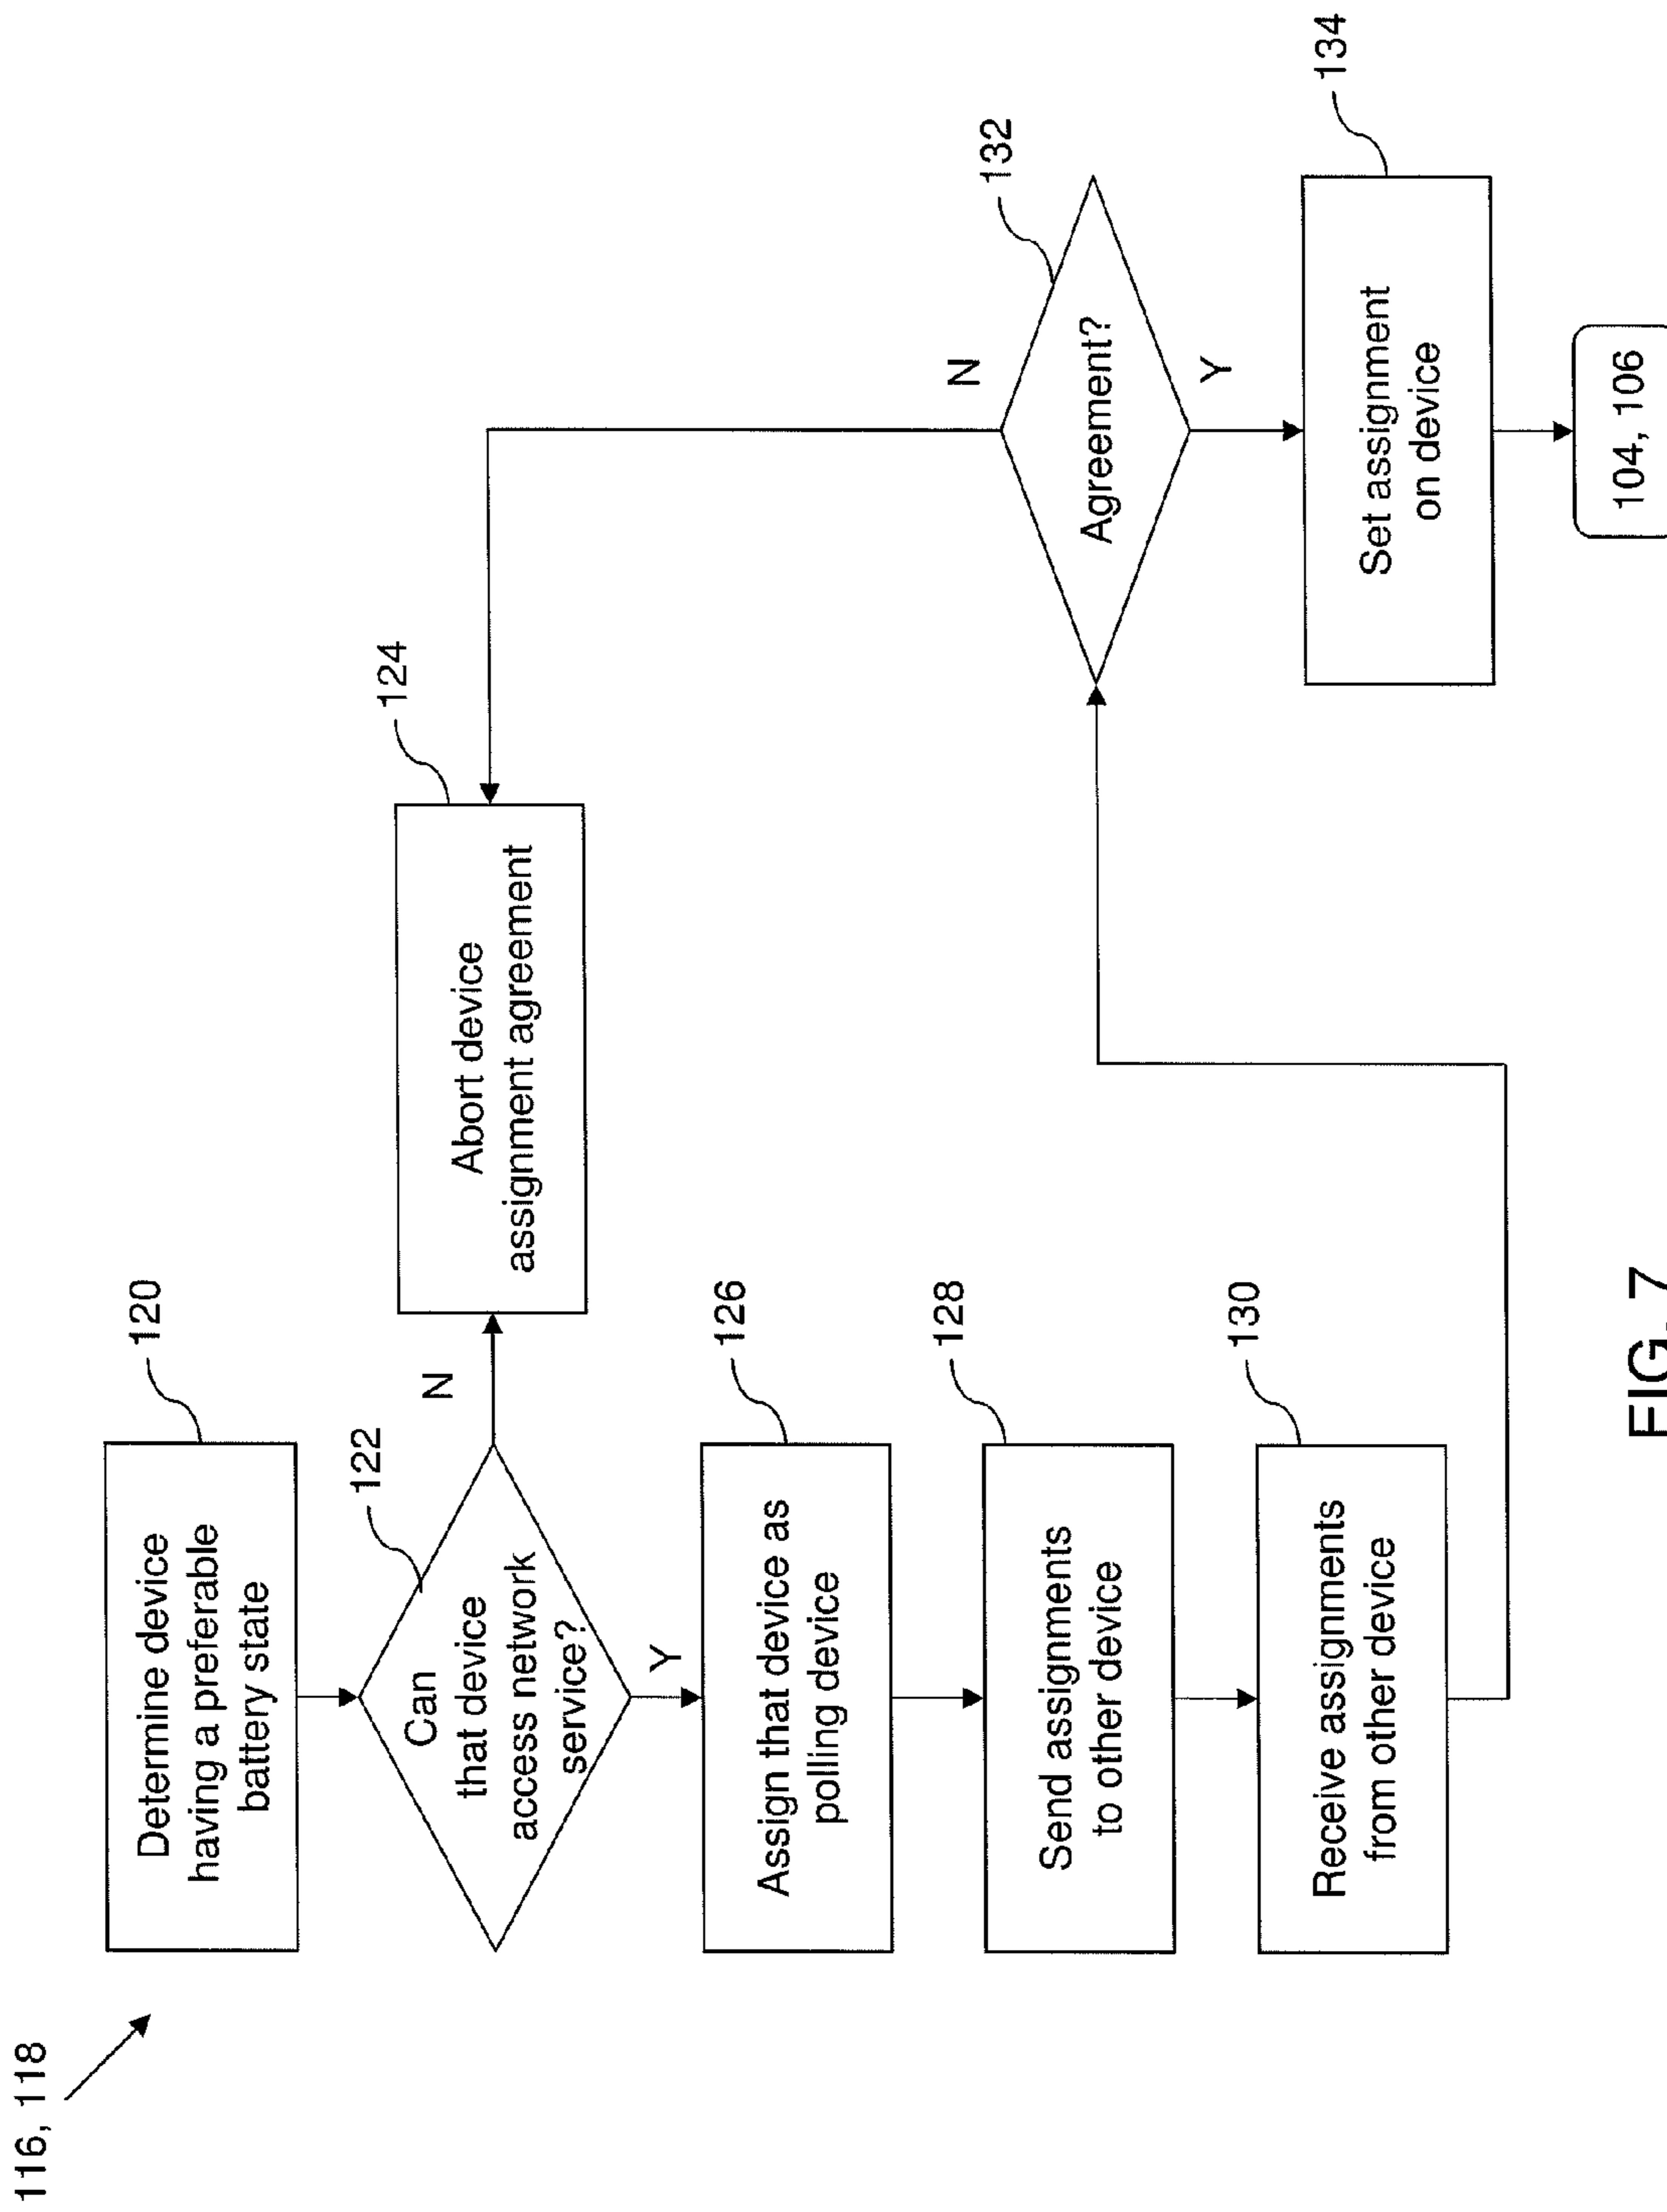 116, 118
120
Determine device
having a preferable
battery state
122
Can
that device
access network
service?
N
Y
124
Abort device
assignment agreement
126
Assign that device as
polling device
128
Send assignments
to other device
130
Receive assignments
from other device
132
Agreement?
N
Y
134
Set assignment
on device
104, 106
FIG. 7